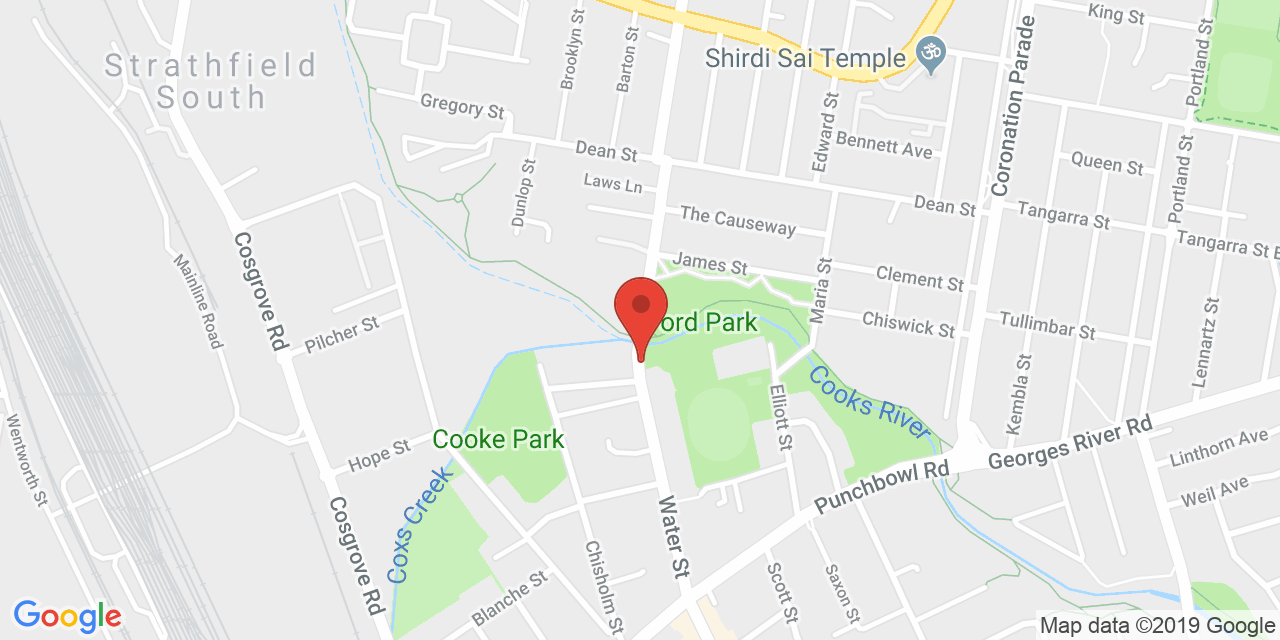 King St
Portland St
Coronation Parade
Shirdi Sai Temple
Brooklyn St
Barton St
Strathfield
South
Gregory St
Edward St
Bennett Ave
Dean St
Queen St
Portland St
Laws Ln
Dunlop St
Dean St
Tangarra St
The Causeway
Tangarra St E
Cosgrove Rd
Mainline Road
James St
Maria St
Clement St
Pilcher St
ord Park
Chiswick St
Tullimbar St
Lennartz St
Kembla St
Cooks River
Elliott St
Wentworth St
Hope St
Cooke Park
Georges River Rd
Linthorn Ave
Punchbowl Rd
Weil Ave
Coxs Creek
Cosgrove Rd
Water St
Chisholm St
Blanche St
Scott St
Saxon St
Google
Map data ©2019 Google